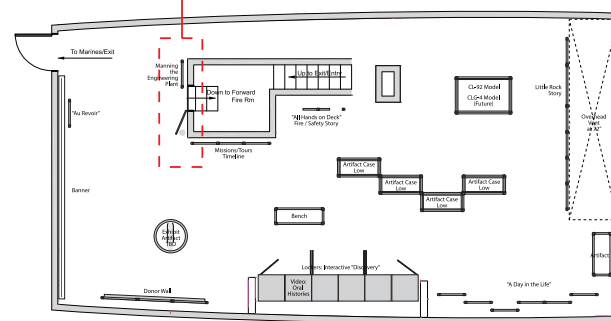 To Marines/Exit
Manning
the
Engineering
Plant
Down to Forward
Fire Rm
Up to Exit/Entry
"All Hands on Deck"
Fire / Safety Story
CL-92 Model
CLG-4 Model
(Future)
Little Rock
Story
Overhead
Vent
at 92"
"Au Revoir"
Missions/Tours
Timeline
Artifact Case
Low
Artifact Case
Low
Artifact Case
Low
Artifact Case
Low
Banner
Bench
Exhibit
Artifact
TBD
Lockers: Interactive "Discovery"
Video:
Oral
Histories
Artifact
Donor Wall
"A Day in the Life"